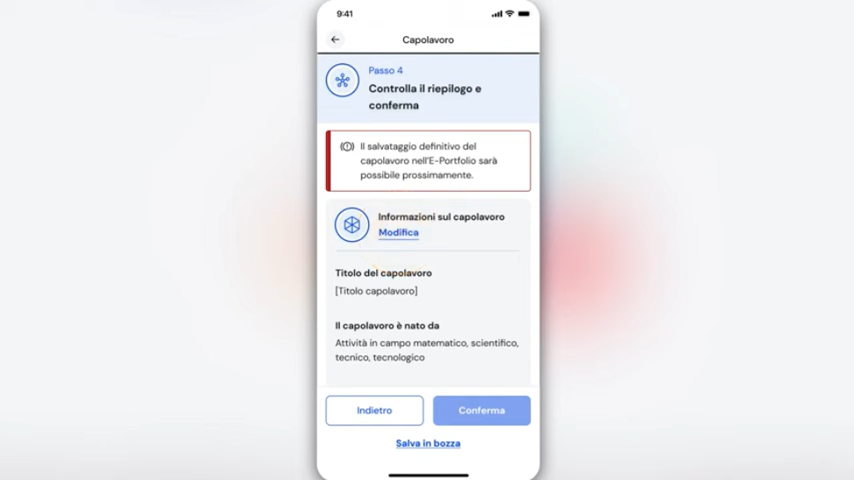 9:41
Capolavoro
Passo 4
Controlla il riepilogo e
conferma
Il salvataggio definitivo del
capolavoro nell'E-Portfolio sarà
possibile prossimamente.
Informazioni sul capolavoro
Modifica
Titolo del capolavoro
[Titolo capolavoro]
Il capolavoro è nato da
Attività in campo matematico, scientifico,
tecnico, tecnologico
Indietro
Conferma
Salva in bozza